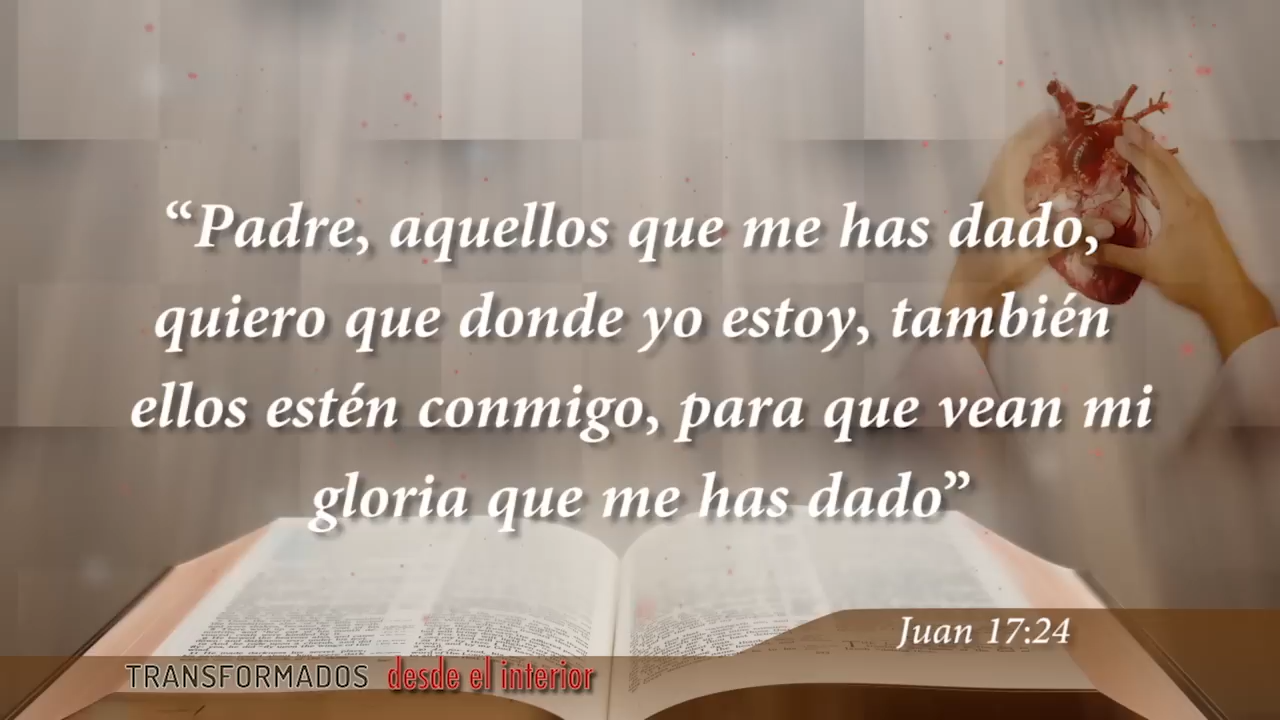 “Padre, aquellos que me has dado,
quiero que donde yo estoy, también
ellos estén conmigo, para que vean mi
gloria que me has dado”
Juan 17:24
TRANSFORMADOS desde el interior